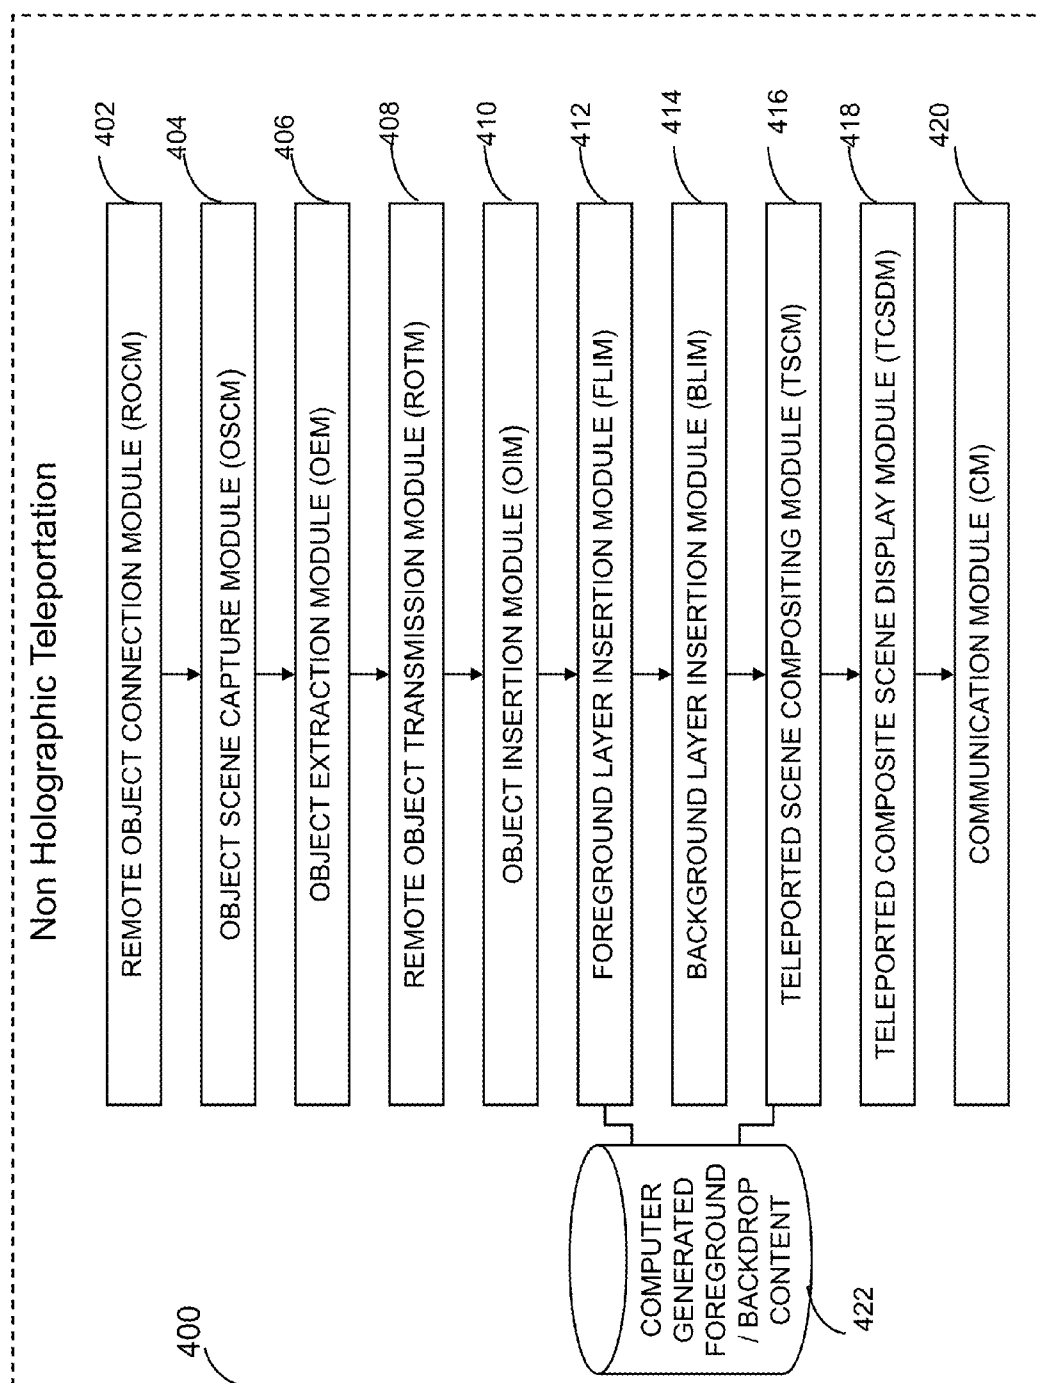 Non Holographic Teleportation
400
REMOTE OBJECT CONNECTION MODULE (ROCM)
402
OBJECT SCENE CAPTURE MODULE (OSCM)
404
OBJECT EXTRACTION MODULE (OEM)
406
REMOTE OBJECT TRANSMISSION MODULE (ROTM)
408
OBJECT INSERTION MODULE (OIM)
410
FOREGROUND LAYER INSERTION MODULE (FLIM)
412
BACKGROUND LAYER INSERTION MODULE (BLIM)
414
TELEPORTED SCENE COMPOSITING MODULE (TSCM)
416
TELEPORTED COMPOSITE SCENE DISPLAY MODULE (TCSDM)
418
COMMUNICATION MODULE (CM)
420
COMPUTER
GENERATED
FOREGROUND
/ BACKDROP
CONTENT
422